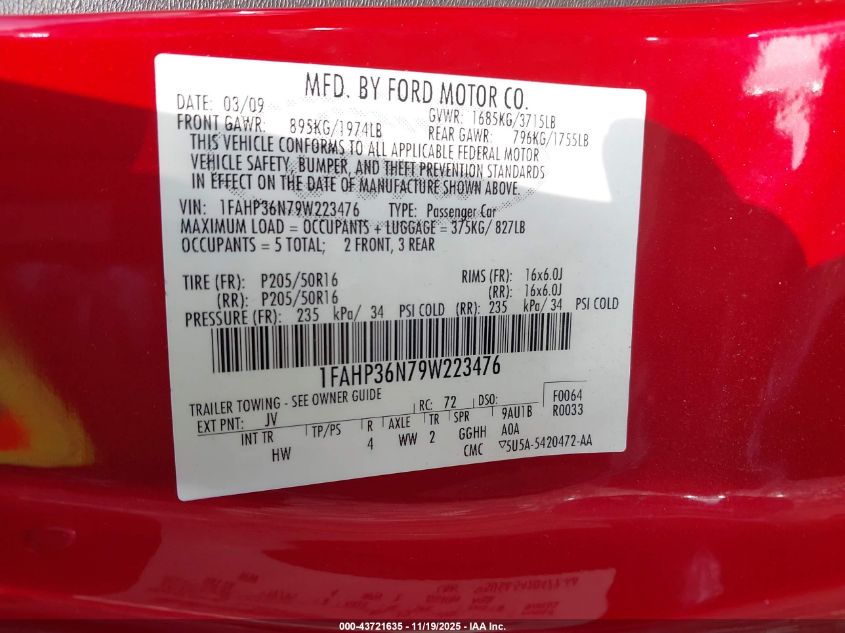 MFD. BY FORD MOTOR CO.
DATE: 03/09 GVWR: 1685KG/3715LB
FRONT GAWR: 895KG/1974LB REAR GAWR: 796KG/1755LB
THIS VEHICLE CONFORMS TO ALL APPLICABLE FEDERAL MOTOR
VEHICLE SAFETY, BUMPER, AND THEFT PREVENTION STANDARDS
IN EFFECT ON THE DATE OF MANUFACTURE SHOWN ABOVE.
VIN: 1FAHP36N79W223476 TYPE: Passenger Car
MAXIMUM LOAD = OCCUPANTS + LUGGAGE = 375KG/ 827LB
OCCUPANTS = 5 TOTAL; 2 FRONT, 3 REAR
TIRE (FR): P205/50R16 RIMS (FR): 16x6.0J
(RR): P205/50R16 (RR): 16x6.0J
PRESSURE (FR): 235 kPa/ 34 PSI COLD (RR): 235 kPa/ 34 PSI COLD
1FAHP36N79W223476
TRAILER TOWING - SEE OWNER GUIDE
EXT PNT: JV RC: 72 DSO: F0064
INT TR TP/PS R AXLE TR SPR 9AU1B R0033
HW 4 WW 2 GGHH A0A
CMC 5U5A-5420472-AA
000-43721635 - 11/19/2025 - IAA Inc.